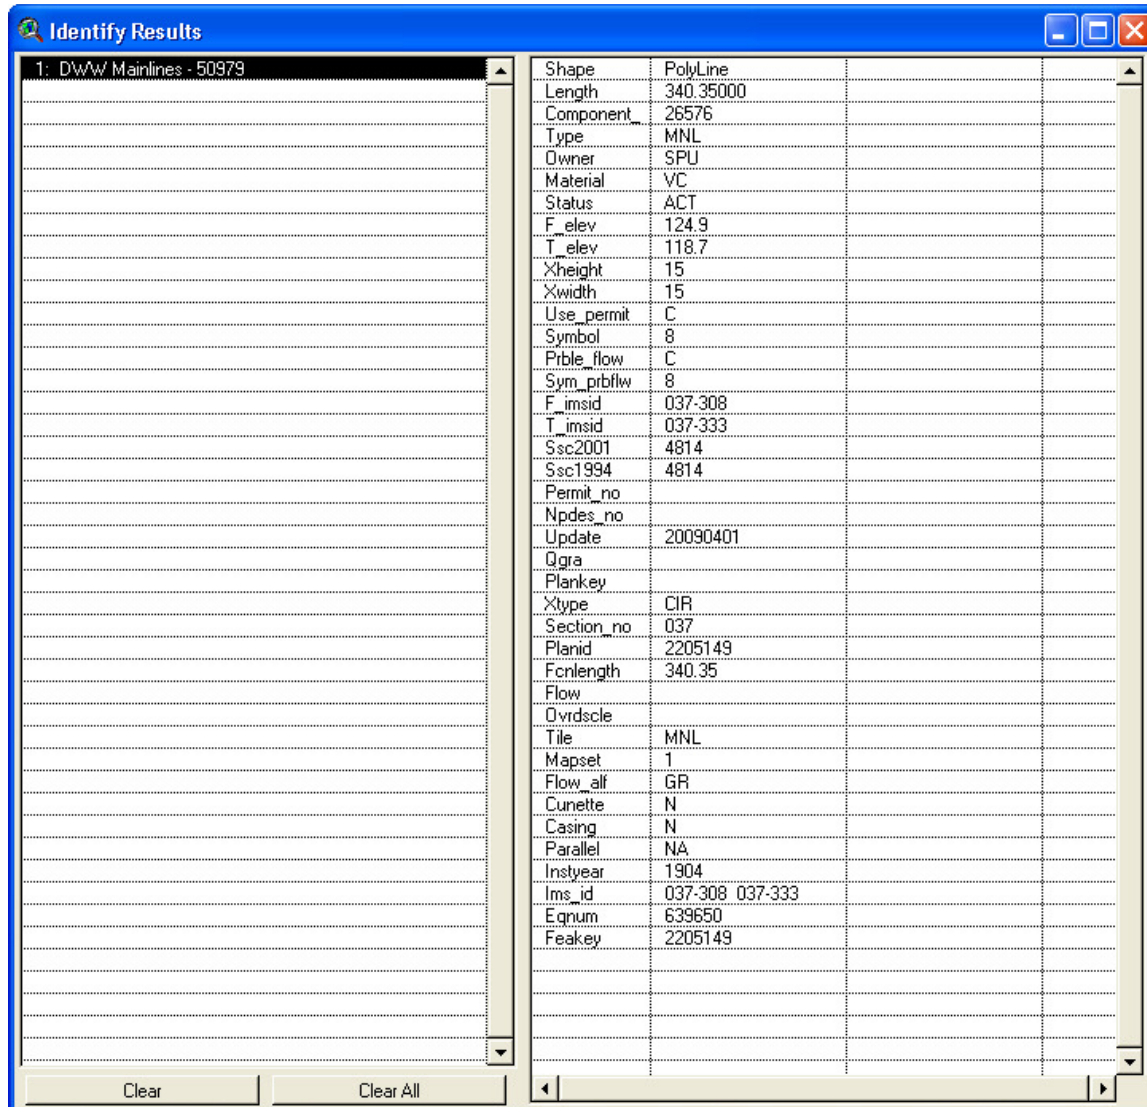 Identify Results
1: DWW Mainlines - 50979
Shape PolyLine
Length 340.35000
Component_ 26576
Type MNL
Owner SPU
Material VC
Status ACT
F_elev 124.9
T_elev 118.7
Xheight 15
Xwidth 15
Use_permit C
Symbol 8
Prble_flow C
Sym_prbflw 8
F_imsid 037-308
T_imsid 037-333
Ssc2001 4814
Ssc1994 4814
Permit_no
Npdes_no
Update 20090401
Qgra
Plankey
Xtype CIR
Section_no 037
Planid 2205149
Fcnlength 340.35
Flow
Ovrdscle
Tile MNL
Mapset 1
Flow_alf GR
Cunette N
Casing N
Parallel NA
Instyear 1904
Ims_id 037-308 037-333
Eqnum 639650
Feakey 2205149
Clear Clear All